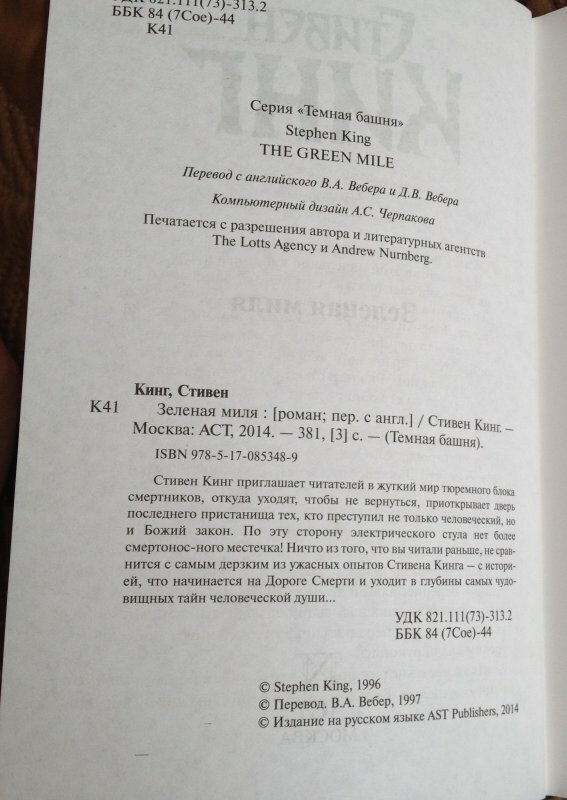 УДК 821.111(73)-313.2
ББК 84 (7Сое)-44
К41
Серия «Темная башня»
Stephen King
THE GREEN MILE
Перевод с английского В.А. Вебера и Д.В. Вебера
Компьютерный дизайн А.С. Черпакова
Печатается с разрешения автора и литературных агентств
The Lotts Agency и Andrew Nurnberg.
СТИВЕН
КИНГ
Зеленая миля
Кинг, Стивен
К41
Зеленая миля : [роман; пер. с англ.] / Стивен Кинг. –
Москва: АСТ, 2014. — 381, [3] с. — (Темная башня).
ISBN 978-5-17-085348-9
Стивен Кинг приглашает читателей в жуткий мир тюремного блока
смертников, откуда уходят, чтобы не вернуться, приоткрывает дверь
последнего пристанища тех, кто преступил не только человеческий, но
и Божий закон. По эту сторону электрического стула нет более
смертонос-ного местечка! Ничто из того, что вы читали раньше, не срав-
нится с самым дерзким из ужасных опытов Стивена Кинга – с истори-
ей, что начинается на Дороге Смерти и уходит в глубины самых чудо-
вищных тайн человеческой души...
УДК 821.111(73)-313.2
ББК 84 (7Сое)-44
© Stephen King, 1996
© Перевод. В.А. Вебер, 1997
© Издание на русском языке AST Publishers, 2014
МОСКВА